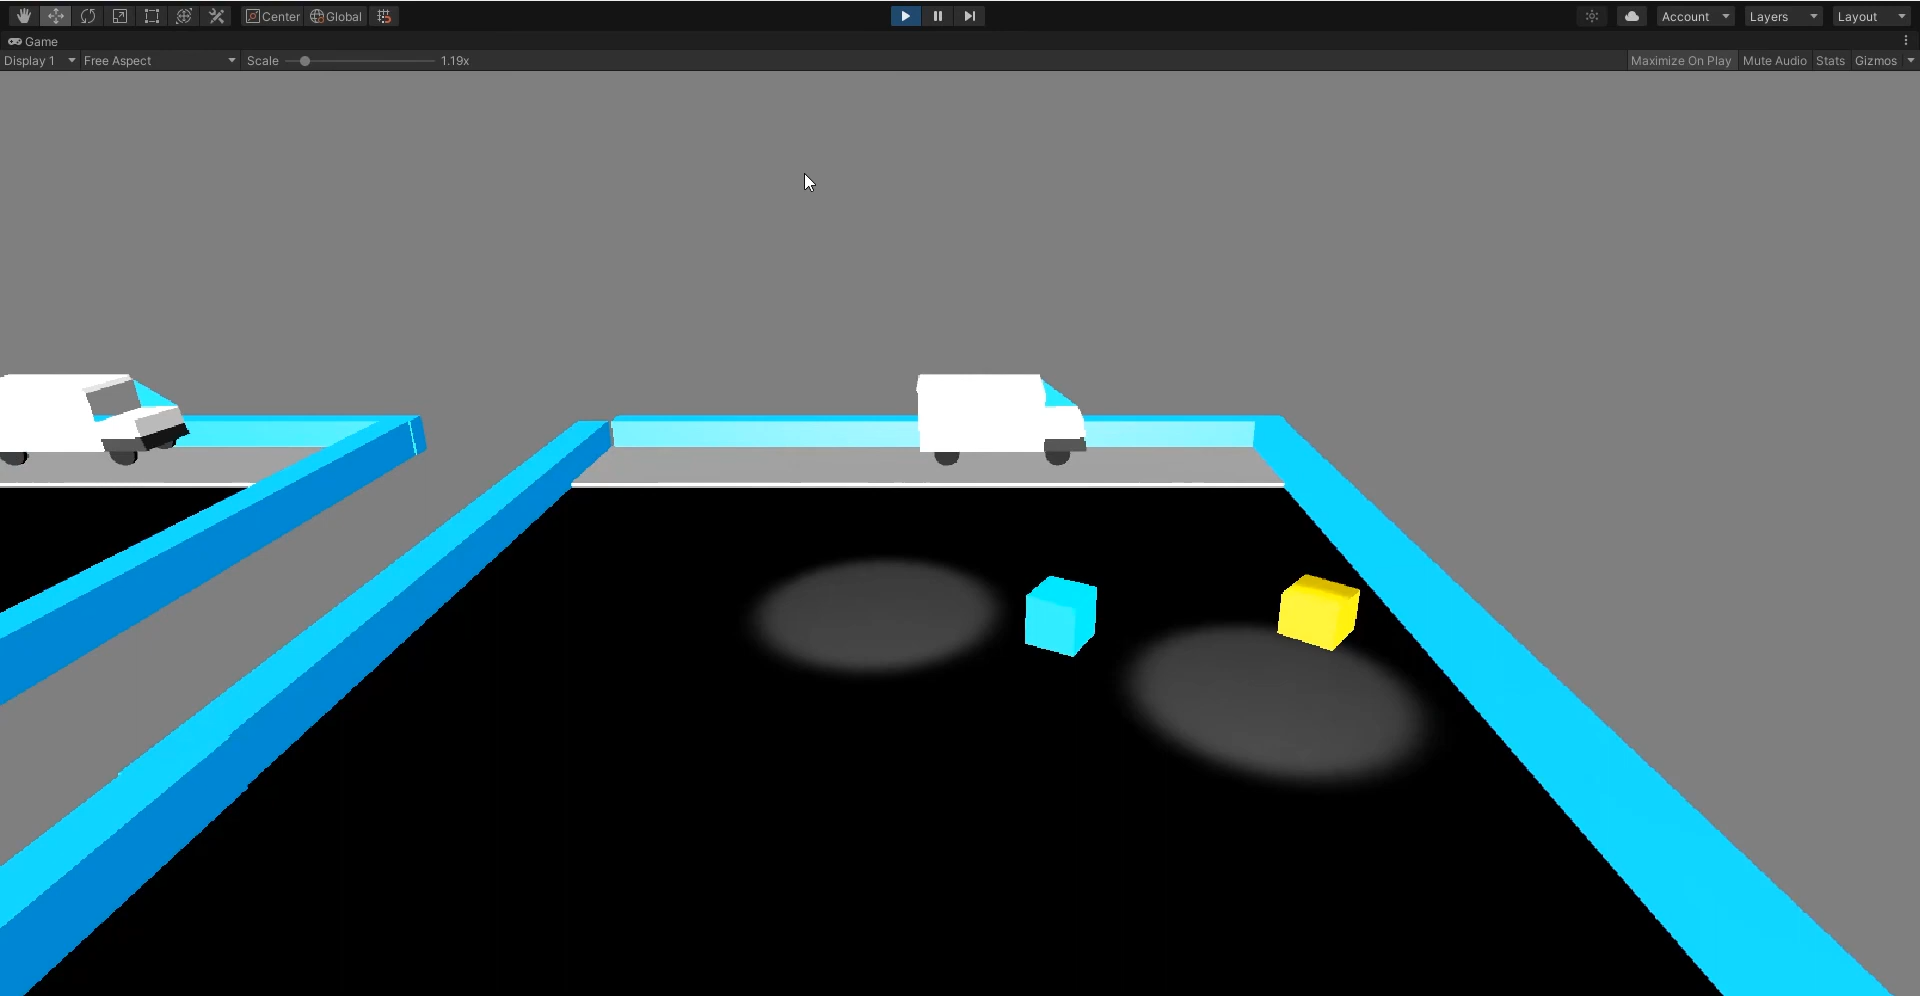 Center Global Account Layers Layout
Game
Display 1 Free Aspect Scale 1.19x Maximize On Play Mute Audio Stats Gizmos